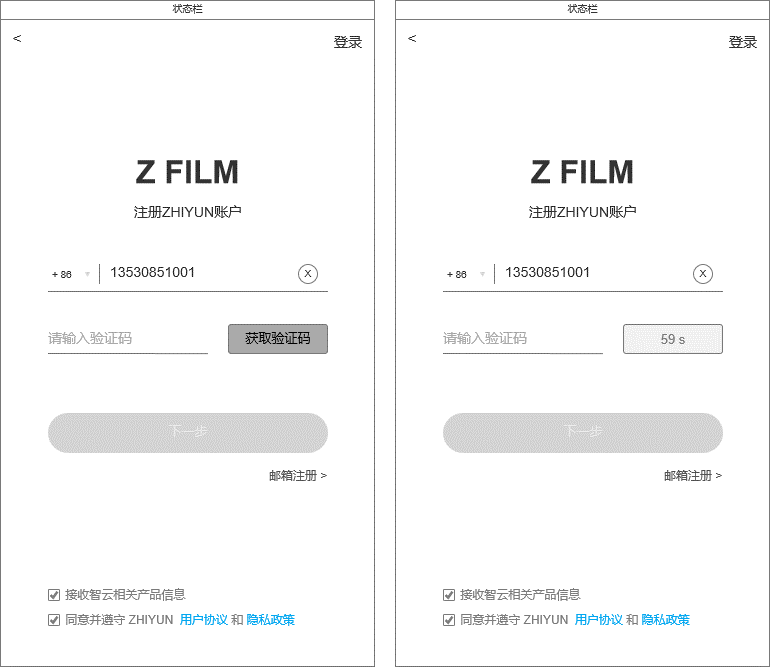 状态栏
<
登录
Z FILM
注册ZHIYUN账户
+ 86 ▼ 13530851001 X
请输入验证码 获取验证码
下一步
邮箱注册 >
接收智云相关产品信息
同意并遵守 ZHIYUN 用户协议 和 隐私政策
状态栏
<
登录
Z FILM
注册ZHIYUN账户
+ 86 ▼ 13530851001 X
请输入验证码 59 s
下一步
邮箱注册 >
接收智云相关产品信息
同意并遵守 ZHIYUN 用户协议 和 隐私政策